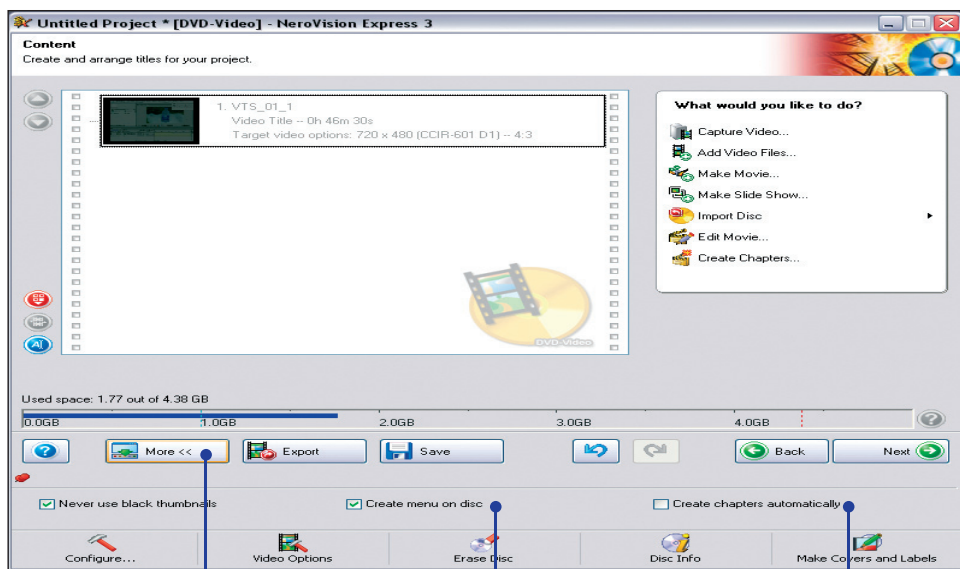 Untitled Project * [DVD-Video] - NeroVision Express 3
Content
Create and arrange titles for your project.
1. VTS_01_1
Video Title -- 0h 46m 30s
Target video options: 720 x 480 (CCIR-601 D1) -- 4:3
DVD-Video
What would you like to do?
Capture Video...
Add Video Files...
Make Movie...
Make Slide Show...
Import Disc
Edit Movie...
Create Chapters...
Used space: 1.77 out of 4.38 GB
0.0GB 1.0GB 2.0GB 3.0GB 4.0GB
More << Export Save Back Next
Never use black thumbnails Create menu on disc Create chapters automatically
Configure... Video Options Erase Disc Disc Info Make Covers and Labels